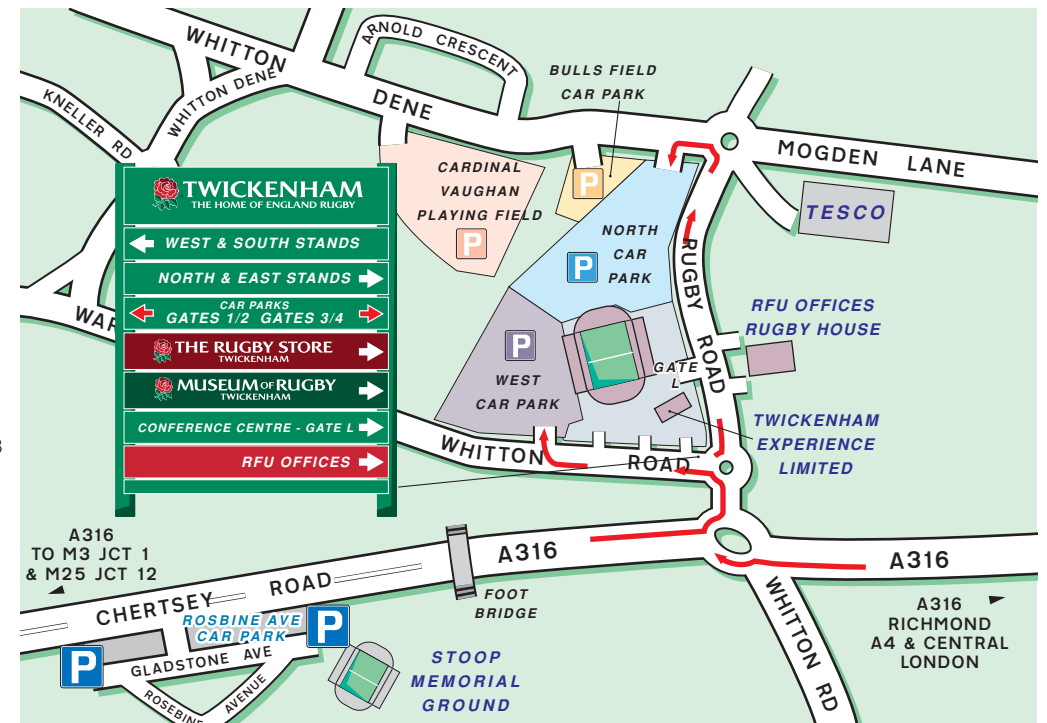 WHITTON
DENE
ARNOLD CRESCENT
BULLS FIELD
CAR PARK
KNELLER RD
WHITTON DENE
MOGDEN LANE
CARDINAL
VAUGHAN
PLAYING FIELD
P
P
TESCO
TWICKENHAM
THE HOME OF ENGLAND RUGBY
WEST & SOUTH STANDS
NORTH & EAST STANDS
CAR PARKS
GATES 1/2 GATES 3/4
THE RUGBY STORE
TWICKENHAM
MUSEUM OF RUGBY
TWICKENHAM
CONFERENCE CENTRE - GATE L
RFU OFFICES
WAR
NORTH
CAR
PARK
P
RUGBY ROAD
RFU OFFICES
RUGBY HOUSE
P
WEST
CAR PARK
GATE
L
TWICKENHAM
EXPERIENCE
LIMITED
WHITTON ROAD
3
A316
TO M3 JCT 1
& M25 JCT 12
A316
A316
CHERTSEY ROAD
FOOT
BRIDGE
ROSBINE AVE
CAR PARK
P
P
GLADSTONE AVE
ROSEBINE AVENUE
STOOP
MEMORIAL
GROUND
WHITTON RD
A316
RICHMOND
A4 & CENTRAL
LONDON